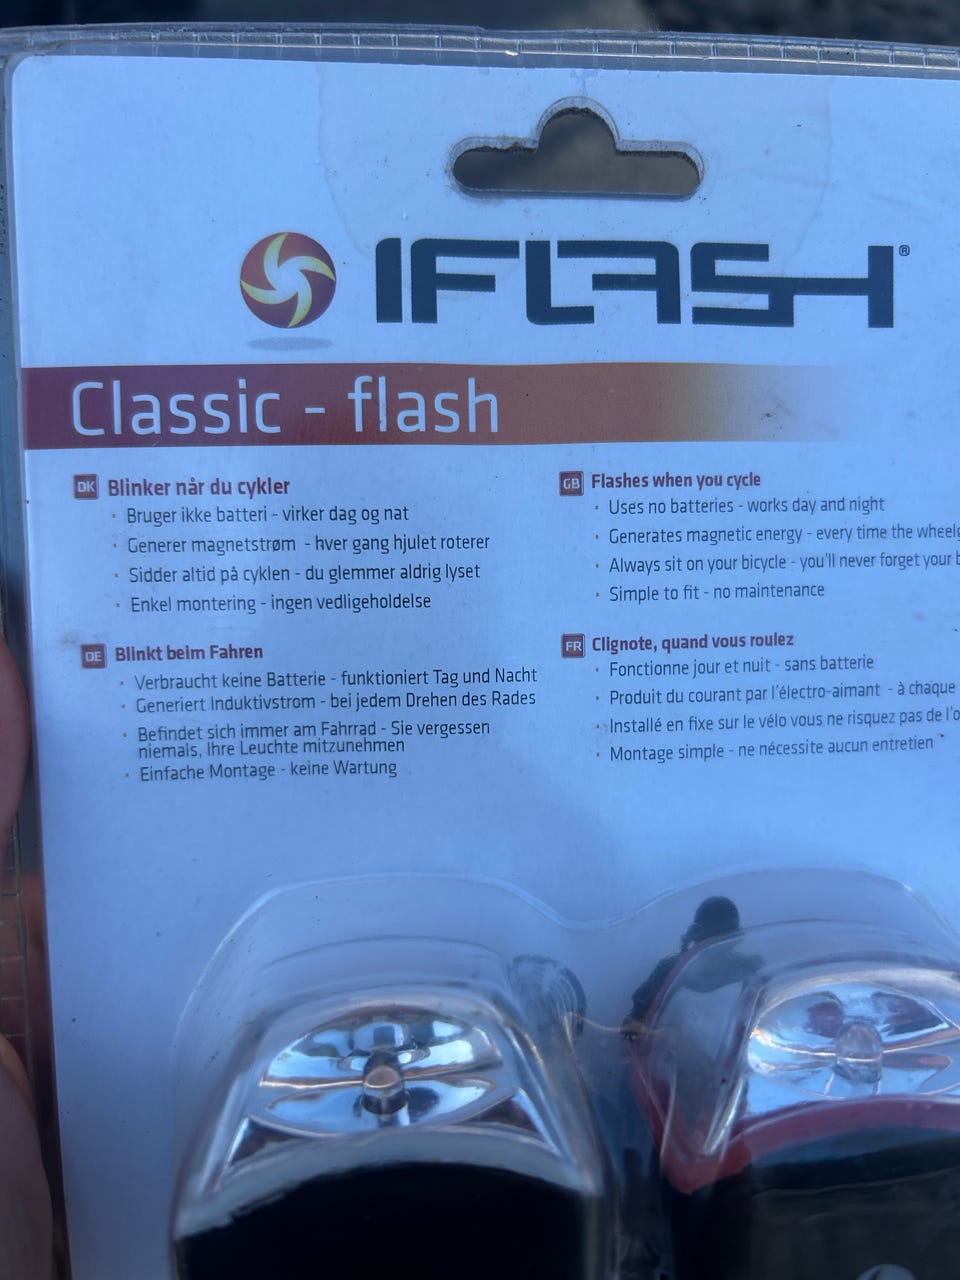 IFLASH®
Classic - flash
DK Blinker når du cykler
· Bruger ikke batteri - virker dag og nat
· Generer magnetstrøm - hver gang hjulet roterer
· Sidder altid på cyklen - du glemmer aldrig lyset
· Enkel montering - ingen vedligeholdelse
DE Blinkt beim Fahren
· Verbraucht keine Batterie - funktioniert Tag und Nacht
· Generiert Induktivstrom - bei jedem Drehen des Rades
· Befindet sich immer am Fahrrad - Sie vergessen
niemals, Ihre Leuchte mitzunehmen
· Einfache Montage - keine Wartung
GB Flashes when you cycle
· Uses no batteries - works day and night
· Generates magnetic energy - every time the
· Always sit on your bicycle - you'll never forget your
· Simple to fit - no maintenance
FR Clignote, quand vous roulez
· Fonctionne jour et nuit - sans batterie
· Produit du courant par l'électro-aimant - à chaque
· Installé en fixe sur le vélo vous ne risquez pas de
· Montage simple - ne nécessite aucun entretien